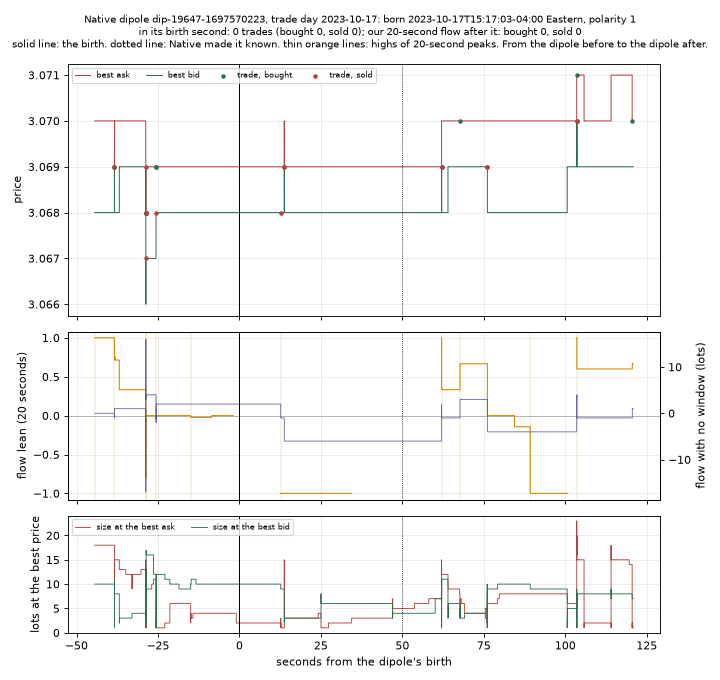 Native dipole dip-19647-1697570223, trade day 2023-10-17: born 2023-10-17T15:17:03-04:00 Eastern, polarity 1
in its birth second: 0 trades (bought 0, sold 0); our 20-second flow after it: bought 0, sold 0
solid line: the birth. dotted line: Native made it known. thin orange lines: highs of 20-second peaks. From the dipole before to the dipole after.
best ask
best bid
trade, bought
trade, sold
3.071
3.070
3.069
3.068
3.067
3.066
price
1.0
0.5
0.0
−0.5
−1.0
flow lean (20 seconds)
10
0
−10
flow with no window (lots)
size at the best ask
size at the best bid
20
15
10
5
0
lots at the best price
−50
−25
0
25
50
75
100
125
seconds from the dipole's birth